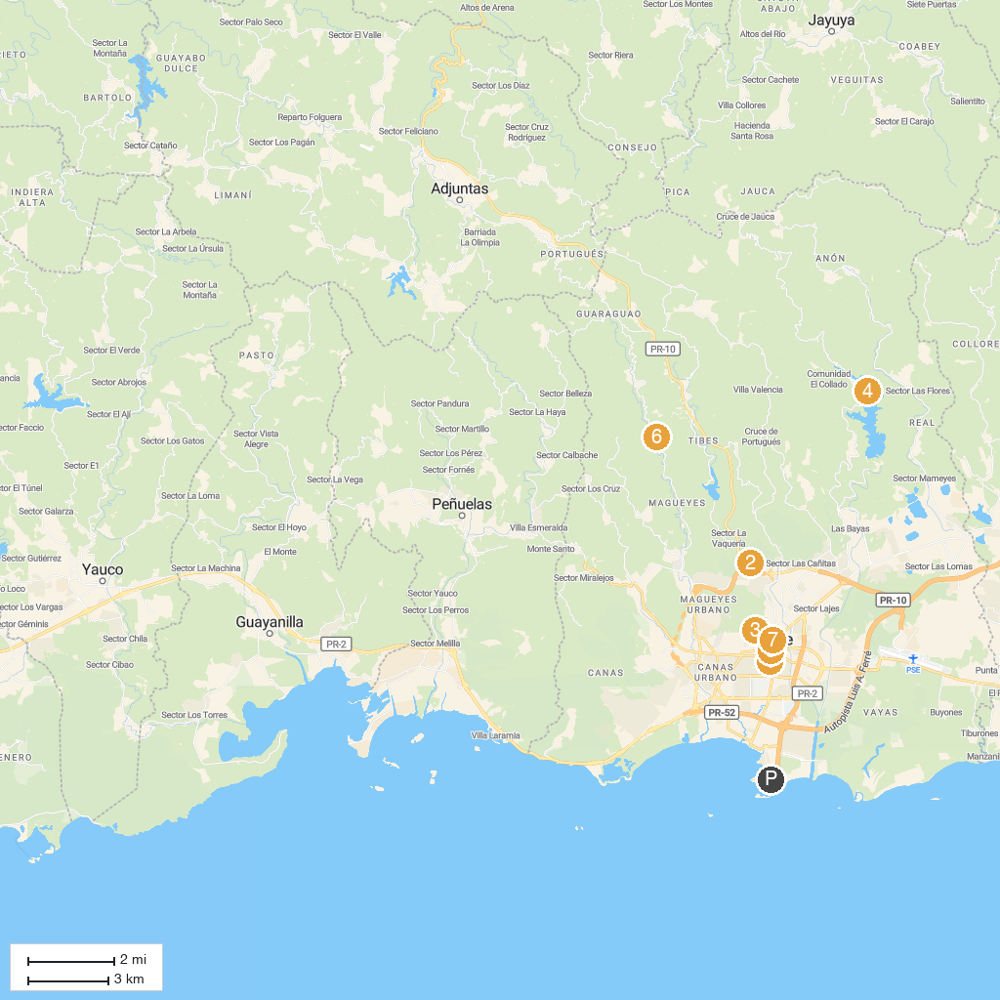 Altos de Arena
Sector Los Montes
Siete Puertas
ABAJO
Jayuya
Sector Palo Seco
Sector El Valle
Altos del Río
Sector La
Montaña
COABEY
Sector Riera
GUAYABO
DULCE
Sector Cachete
VEGUITAS
Sector Los Díaz
BARTOLO
Salientito
Villa Collores
Reparto Folguera
Sector El Carajo
Hacienda
Santa Rosa
Sector Feliciano
Sector Cruz
Rodríguez
Sector Cataño
Sector Los Pagán
CONSEJO
INDIERA
ALTA
LIMANÍ
Adjuntas
PICA
JAUCA
Cruce de Jauca
Sector La Arbela
Barriada
La Olimpia
Sector La Úrsula
PORTUGUÉS
ANÓN
Sector La
Montaña
GUARAGUAO
Sector El Verde
PASTO
PR-10
COLLORE
Sector Abrojos
Comunidad
El Collado
4
Sector Las Flores
Villa Valencia
Sector Belleza
Sector Pandura
Sector La Haya
Sector El Ají
REAL
Sector Faccio
Sector Martillo
Sector Vista
Alegre
6
TIBES
Cruce de
Portugués
Sector Los Gatos
Sector Los Pérez
Sector Calbache
Sector E1
Sector Fornés
Sector La Vega
Sector Mameyes
Sector El Túnel
Sector Los Cruz
Sector La Loma
Peñuelas
MAGUEYES
Sector Galarza
Sector El Hoyo
Villa Esmeralda
Las Bayas
Sector La
Vaquería
El Monte
Monte Santo
Sector Gutiérrez
2
Sector Las Cañitas
Yauco
Sector La Machina
Sector Las Lomas
Sector Miralejos
Sector Yauco
MAGUEYES
URBANO
PR-10
Sector Los Vargas
Sector Los Perros
Sector Lajes
Guayanilla
Sector Géminis
3
7
Sector Chila
PR-2
Sector Melilla
Sector Cibao
PSE
Punta
CANAS
CANAS
URBANO
PR-2
Autopista Luis A. Ferré
Sector Los Torres
PR-52
VAYAS
Buyones
Villa Laramia
Tiburones
P
2 mi
3 km